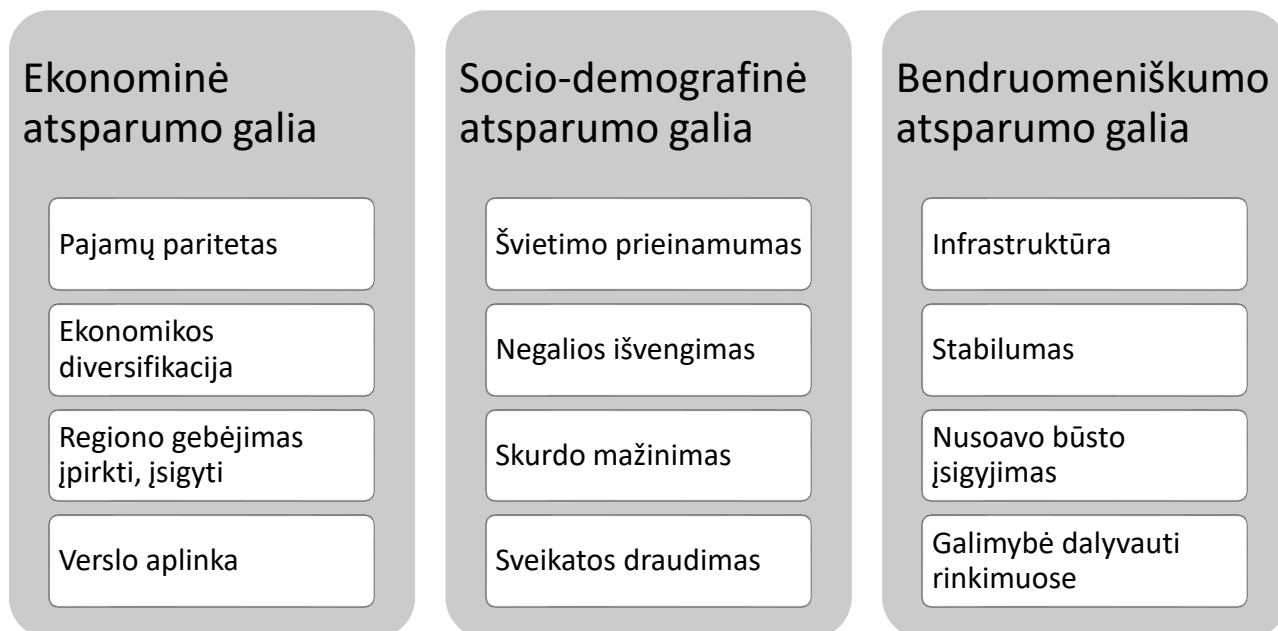 Ekonominė
atsparumo galia
Pajamų paritetas
Ekonomikos
diversifikacija
Regiono gebėjimas
įpirkti, įsigyti
Verslo aplinka
Socio-demografinė
atsparumo galia
Švietimo prieinamumas
Negalios išvengimas
Skurdo mažinimas
Sveikatos draudimas
Bendruomeniškumo
atsparumo galia
Infrastruktūra
Stabilumas
Nusoavo būsto
įsigyjimas
Galimybė dalyvauti
rinkimuose